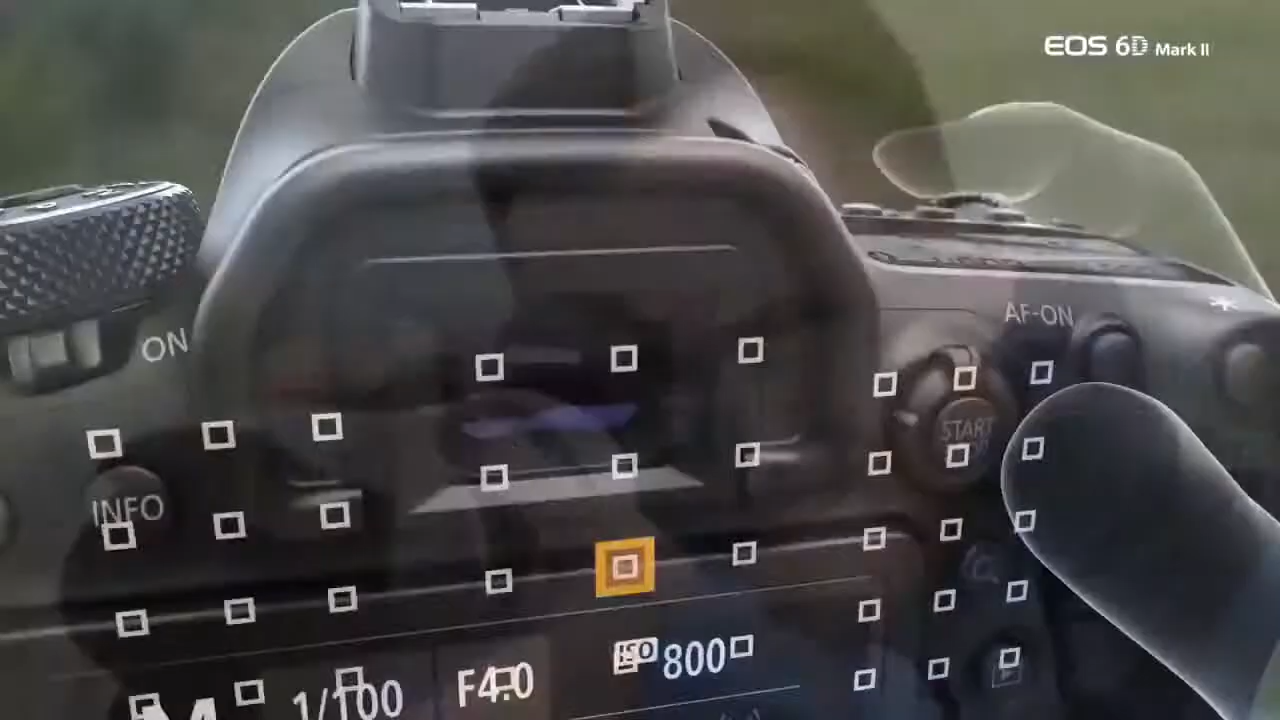 EOS 6D Mark II
ON
AF-ON
START
INFO
M 1/100 F4.0 ISO 800